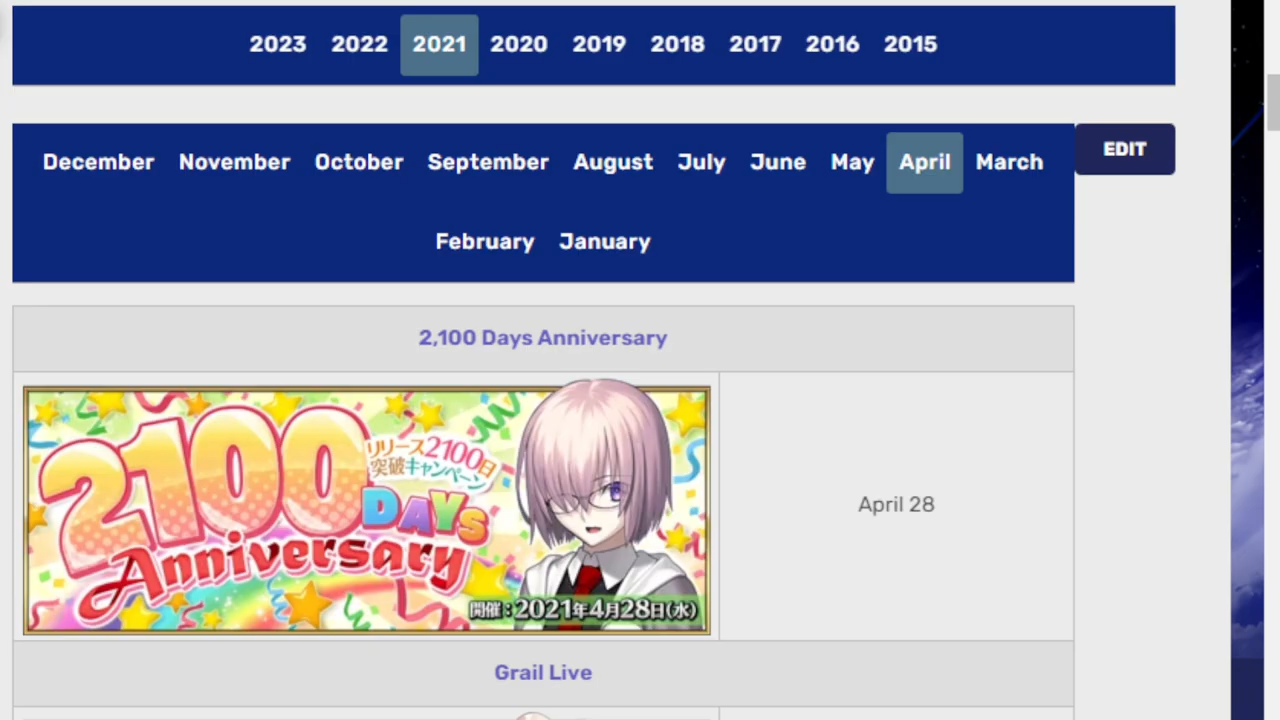 2023 2022 2021 2020 2019 2018 2017 2016 2015
December November October September August July June May April March
EDIT
February January
2,100 Days Anniversary
2100
リリース2100日
突破キャンペーン
DAYS
Anniversary
開催：2021年4月28日(水)
April 28
Grail Live